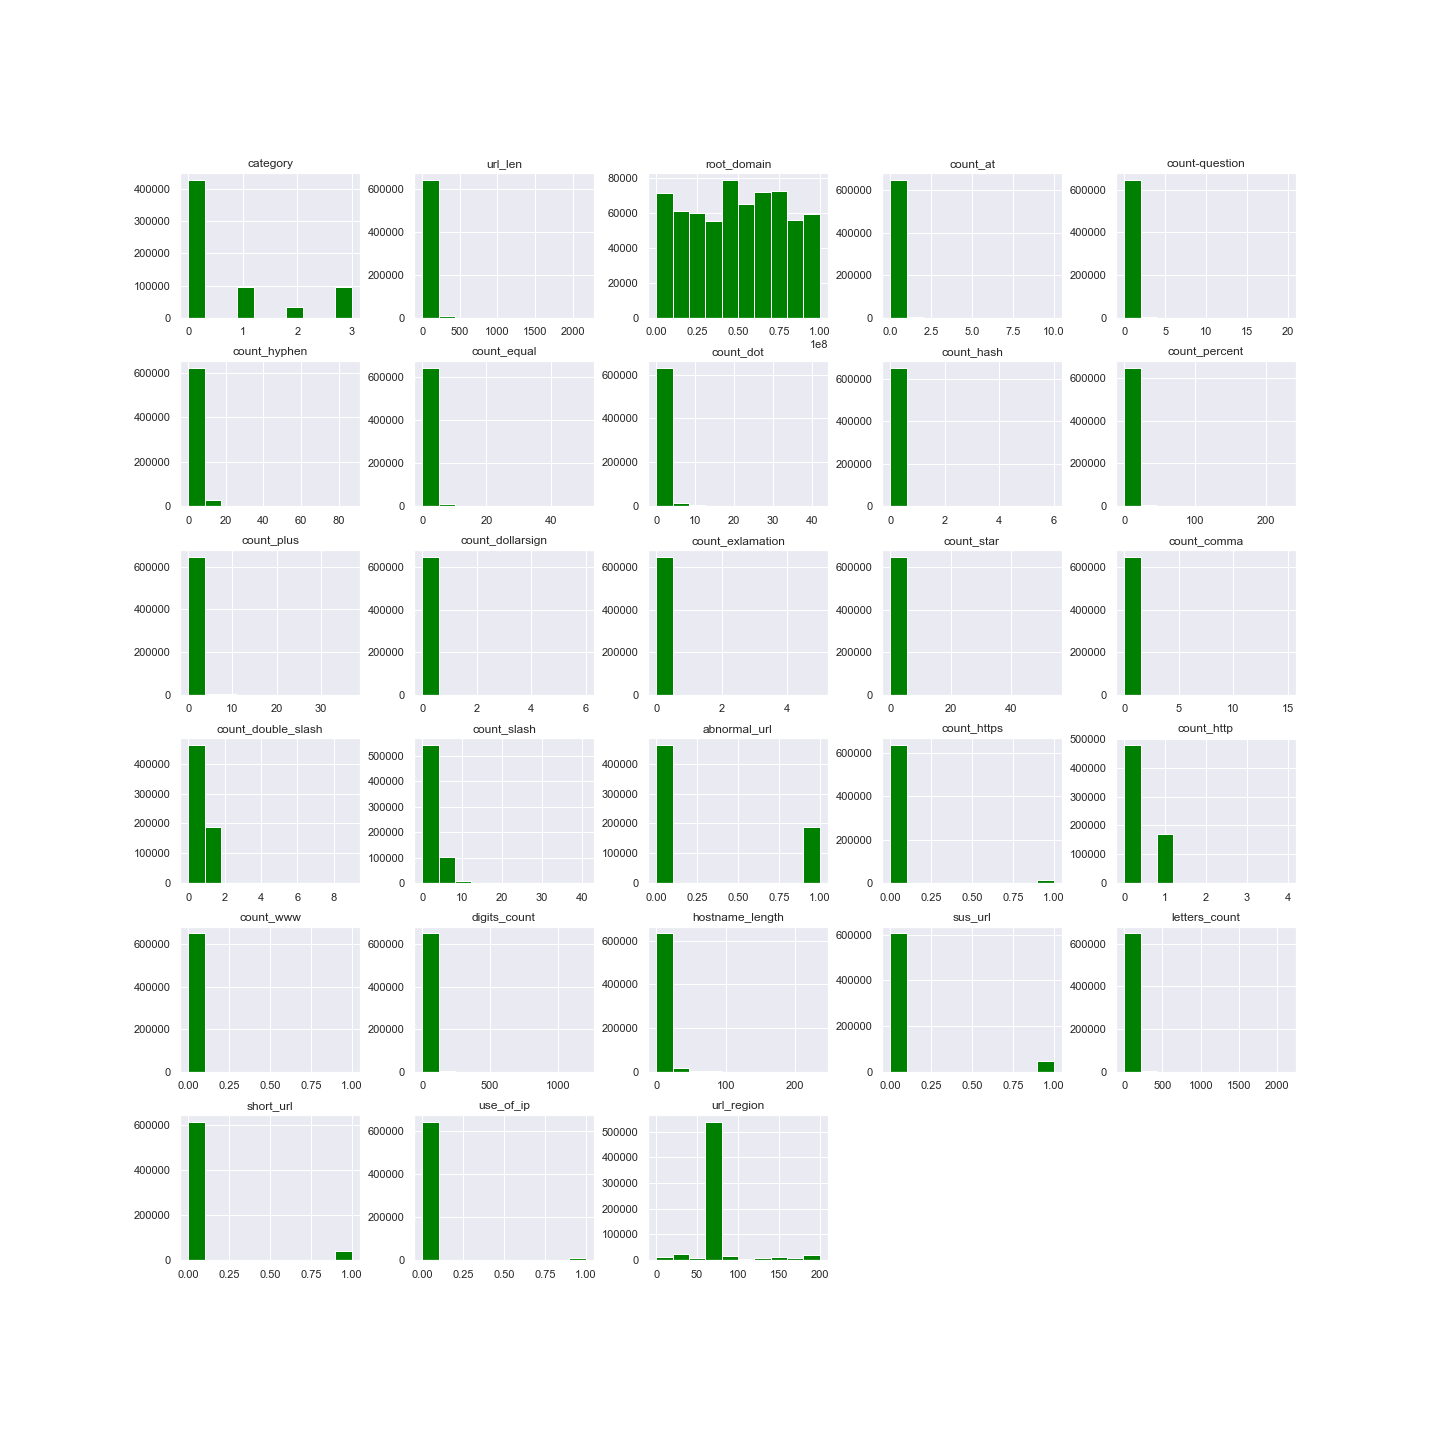 category
400000
300000
200000
100000
0
0 1 2 3
url_len
600000
400000
200000
0
0 500 1000 1500 2000
root_domain
80000
60000
40000
20000
0
0.00 0.25 0.50 0.75 1.00
1e8
count_at
600000
400000
200000
0
0.0 2.5 5.0 7.5 10.0
count-question
600000
400000
200000
0
0 5 10 15 20
count_hyphen
600000
400000
200000
0
0 20 40 60 80
count_equal
600000
400000
200000
0
0 20 40
count_dot
600000
400000
200000
0
0 10 20 30 40
count_hash
600000
400000
200000
0
0 2 4 6
count_percent
600000
400000
200000
0
0 100 200
count_plus
600000
400000
200000
0
0 10 20 30
count_dollarsign
600000
400000
200000
0
0 2 4 6
count_exlamation
600000
400000
200000
0
0 2 4
count_star
600000
400000
200000
0
0 20 40
count_comma
600000
400000
200000
0
0 5 10 15
count_double_slash
400000
300000
200000
100000
0
0 2 4 6 8
count_slash
500000
400000
300000
200000
100000
0
0 10 20 30 40
abnormal_url
400000
300000
200000
100000
0
0.00 0.25 0.50 0.75 1.00
count_https
600000
400000
200000
0
0.00 0.25 0.50 0.75 1.00
count_http
500000
400000
300000
200000
100000
0
0 1 2 3 4
count_www
600000
400000
200000
0
0.00 0.25 0.50 0.75 1.00
digits_count
600000
400000
200000
0
0 500 1000
hostname_length
600000
400000
200000
0
0 100 200
sus_url
600000
400000
200000
0
0.00 0.25 0.50 0.75 1.00
letters_count
600000
400000
200000
0
0 500 1000 1500 2000
short_url
600000
400000
200000
0
0.00 0.25 0.50 0.75 1.00
use_of_ip
600000
400000
200000
0
0.00 0.25 0.50 0.75 1.00
url_region
500000
400000
300000
200000
100000
0
0 50 100 150 200